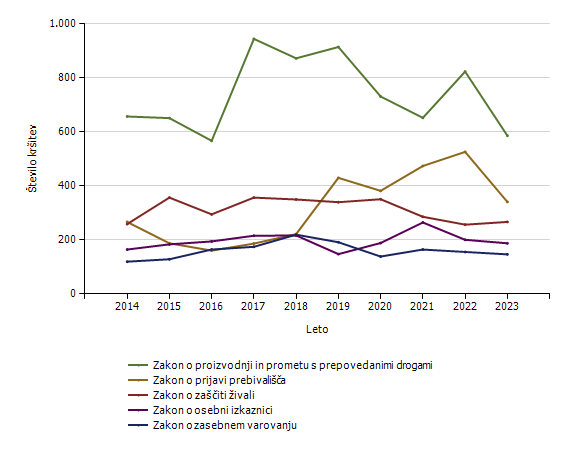 1.000
800
600
400
200
0
Število kršitev
2014 2015 2016 2017 2018 2019 2020 2021 2022 2023
Leto
Zakon o proizvodnji in prometu s prepovedanimi drogami
Zakon o prijavi prebivališča
Zakon o zaščiti živali
Zakon o osebni izkaznici
Zakon o zasebnem varovanju